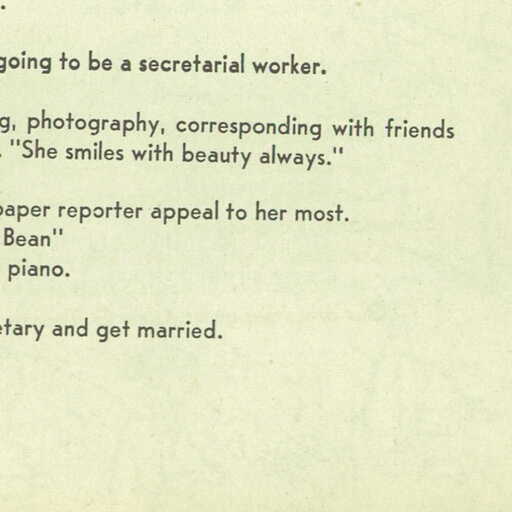 .
going to be a secretarial worker.
g, photography, corresponding with friends
. "She smiles with beauty always."
paper reporter appeal to her most.
Bean"
piano.
etary and get married.